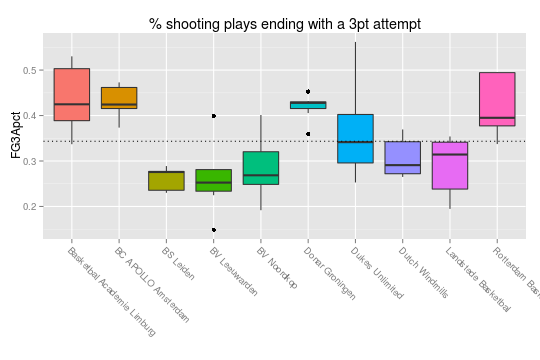 % shooting plays ending with a 3pt attempt
FG3Apct
0.5
0.4
0.3
0.2
Basketbal Academie Limburg
BC APOLLO Amsterdam
BS Leiden
BV Leeuwarden
BV Noordkop
Donar Groningen
Dukes Unlimited
Dutch Windmills
Landstede Basketbal
Rotterdam